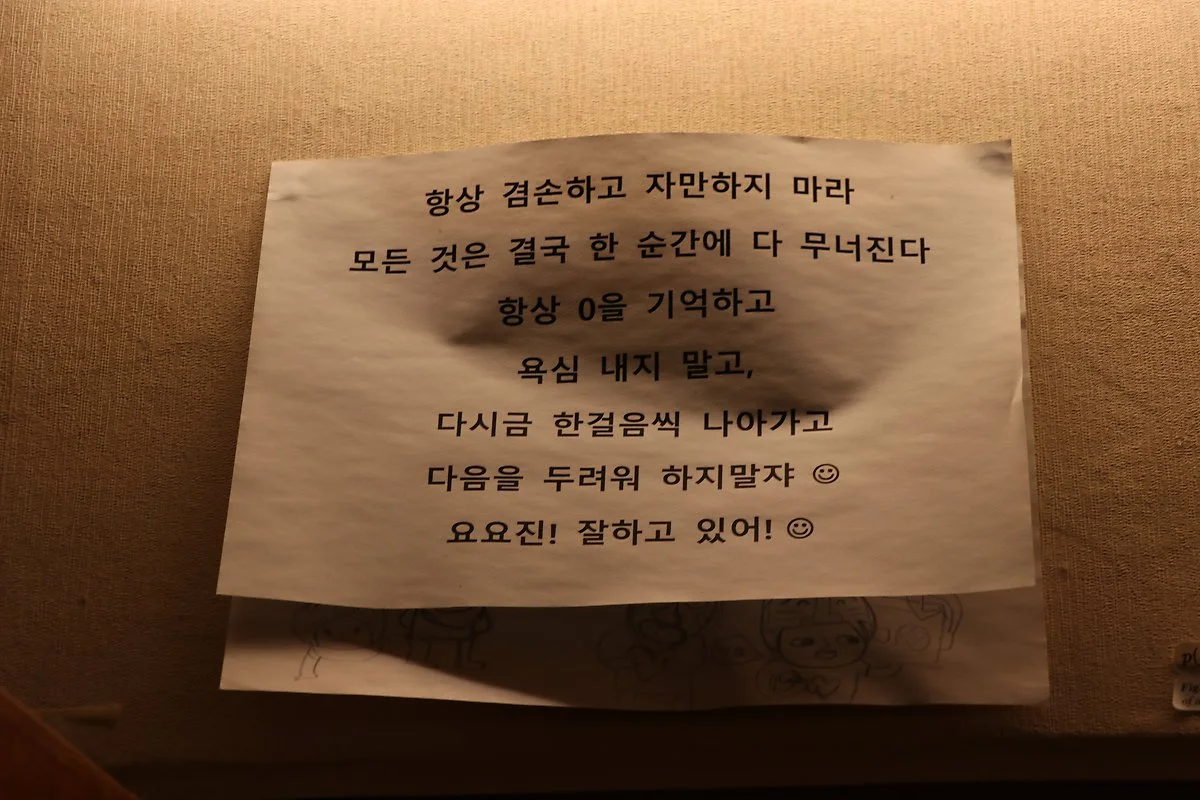 항상 겸손하고 자만하지 마라
모든 것은 결국 한 순간에 다 무너진다
항상 0을 기억하고
욕심 내지 말고,
다시금 한걸음씩 나아가고
다음을 두려워 하지말쟈 ☺
요요진! 잘하고 있어! ☺